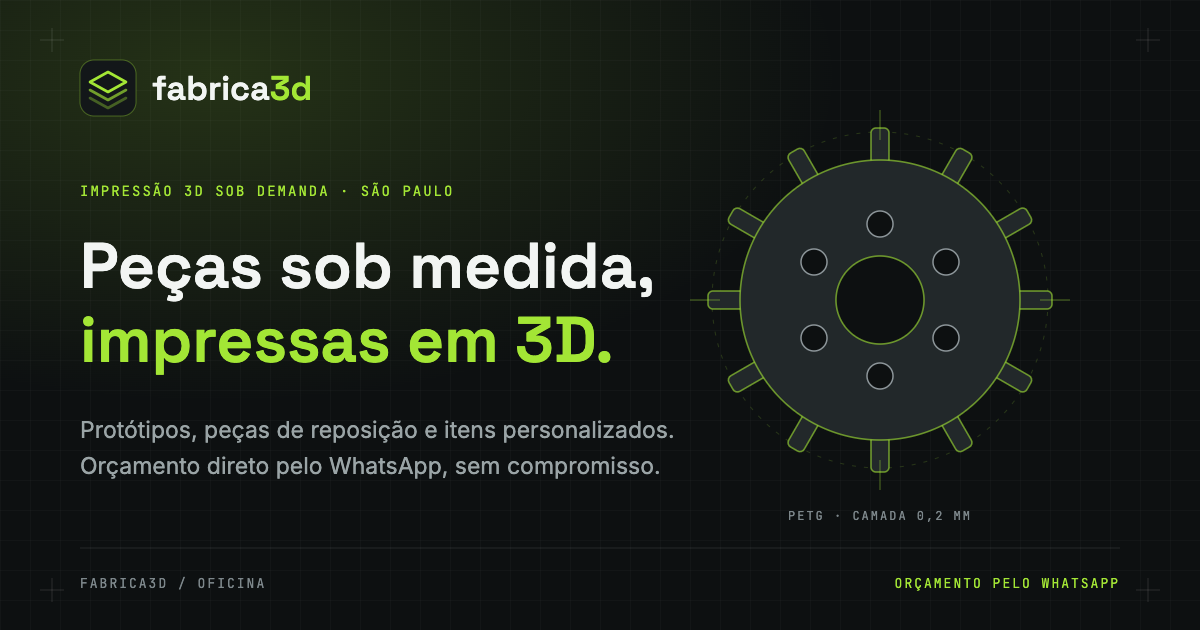 fabrica3d
IMPRESSÃO 3D SOB DEMANDA · SÃO PAULO
Peças sob medida,
impressas em 3D.
Protótipos, peças de reposição e itens personalizados.
Orçamento direto pelo WhatsApp, sem compromisso.
PETG · CAMADA 0,2 MM
FABRICA3D / OFICINA
ORÇAMENTO PELO WHATSAPP